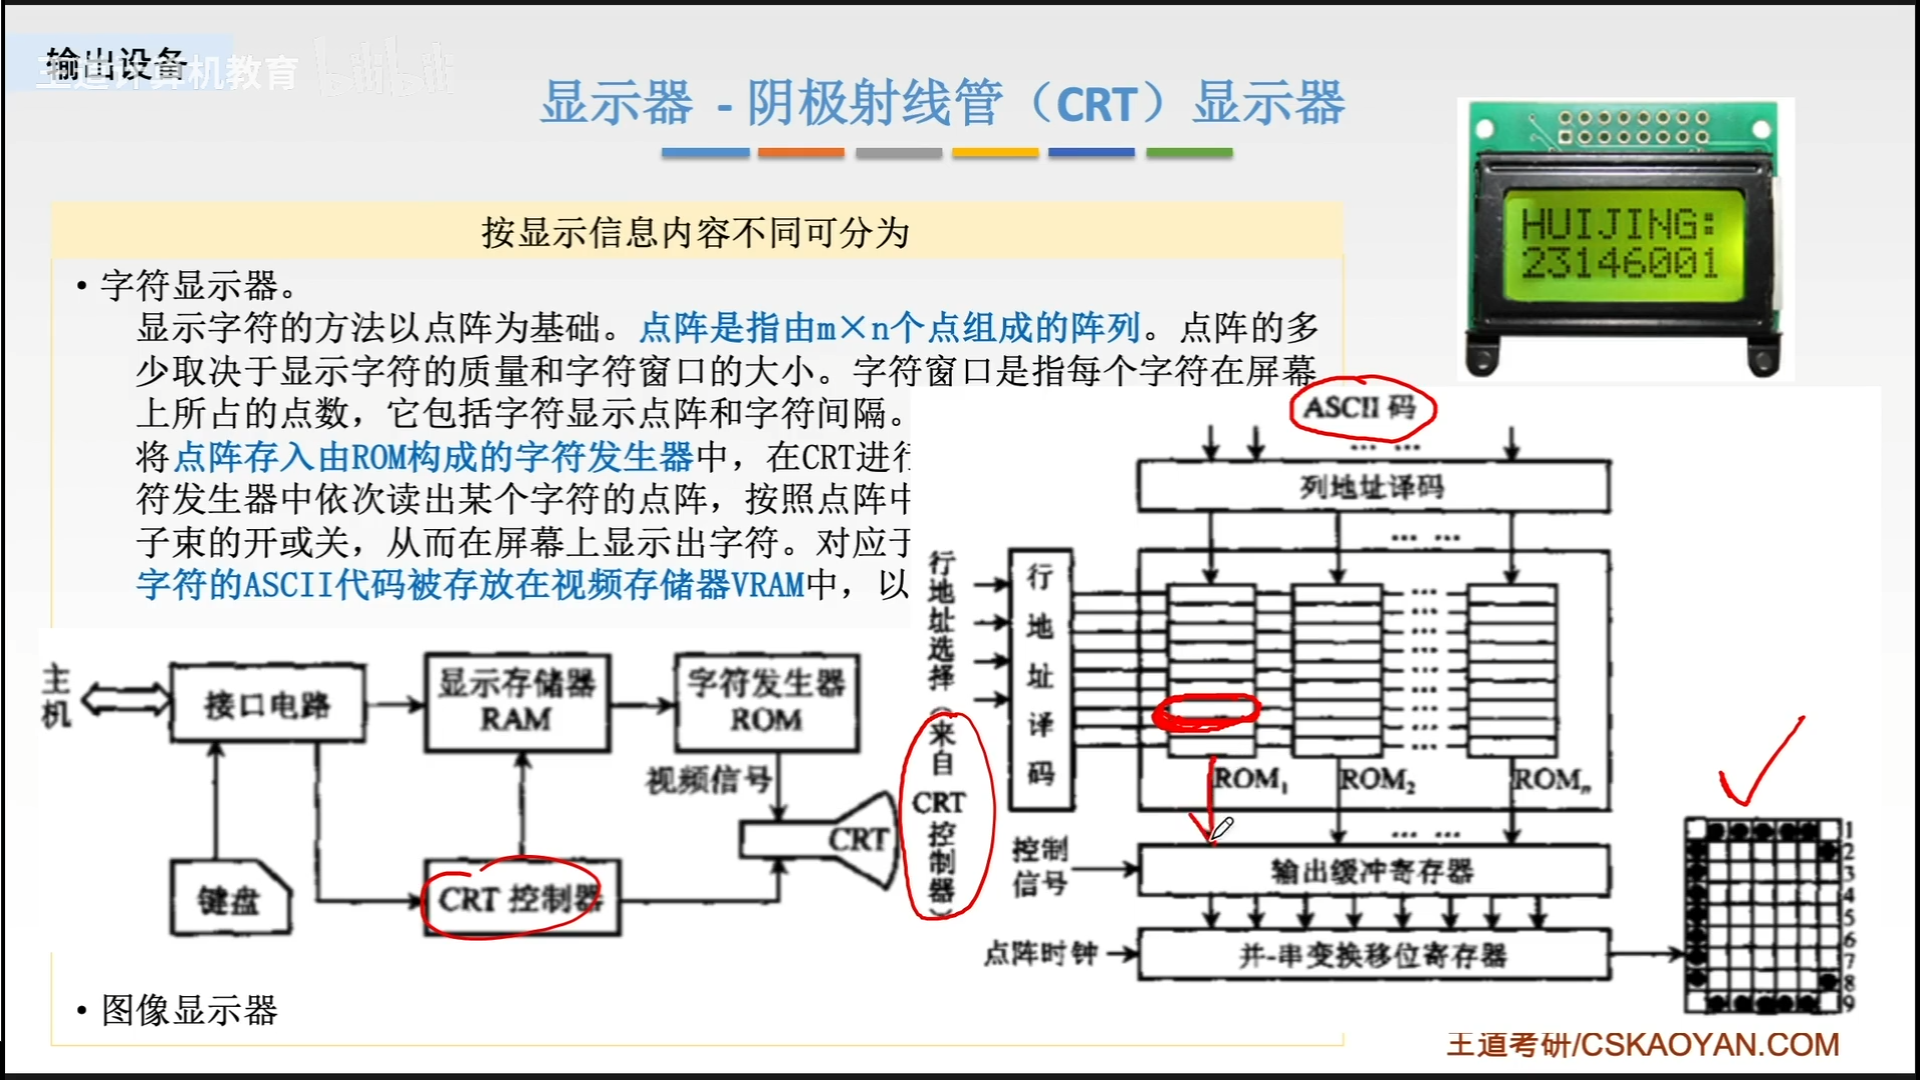 输出设备
王道计算机教育 bilibili
显示器 - 阴极射线管（CRT）显示器
HUIJING:
23146001
按显示信息内容不同可分为
• 字符显示器。
显示字符的方法以点阵为基础。点阵是指由m×n个点组成的阵列。点阵的多
少取决于显示字符的质量和字符窗口的大小。字符窗口是指每个字符在屏幕
上所占的点数，它包括字符显示点阵和字符间隔。
将点阵存入由ROM构成的字符发生器中，在CRT进行
符发生器中依次读出某个字符的点阵，按照点阵中
子束的开或关，从而在屏幕上显示出字符。对应于
字符的ASCII代码被存放在视频存储器VRAM中，以
主机
接口电路
显示存储器
RAM
字符发生器
ROM
视频信号
CRT
键盘
CRT 控制器
ASCII 码
… …
列地址译码
… …
行地址选择（来自CRT控制器）
行地址译码
ROM1
ROM2
ROMn
… …
控制
信号
输出缓冲寄存器
点阵时钟
并-串变换移位寄存器
1
2
3
4
5
6
7
8
9
• 图像显示器
王道考研/CSKAOYAN.COM